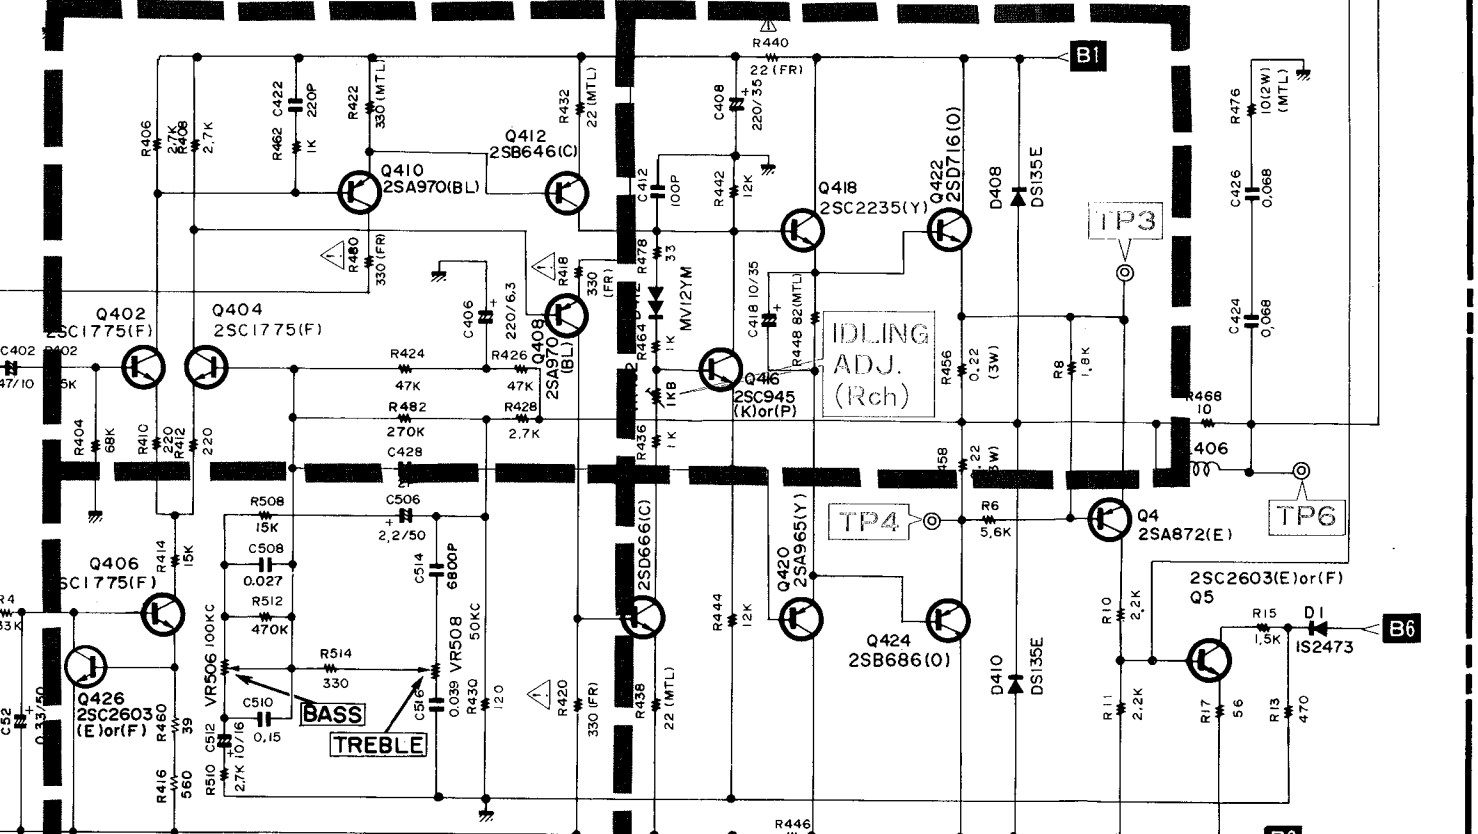 R440
22 (FR)
B1
C422
220P
R422
330 (MTL)
R432
22 (MTL)
C408
220/35
R476
10(2W)
(MTL)
R406
2.7K
R408
2.7K
R462
1K
Q412
2SB646(C)
Q410
2SA970(BL)
C412
100P
R442
12K
Q418
2SC2235(Y)
Q422
2SD716(O)
D408
DS135E
C426
0.068
TP3
R480
330 (FR)
R418
330
(FR)
R478
33
MV12YM
C418 10/35
R448 82(MTL)
C406
220/6.3
Q402
2SC1775(F)
Q404
2SC1775(F)
Q408
2SA970
(BL)
R464
1K
IDLING
ADJ.
(Rch)
R456
0.22
(3W)
R8
1.8K
C424
0.068
C402
47/10
R402
R424
47K
R426
47K
1KB
Q416
2SC945
(K)or(P)
R482
270K
R428
2.7K
R468
10
R404
68K
R410
220
R412
220
R436
1K
C428
406
TP6
R508
15K
C506
2.2/50
2SD666(C)
Q420
2SA965(Y)
TP4
R6
5.6K
Q4
2SA872(E)
Q406
SC1775(F)
R414
15K
C508
0.027
C514
6800P
R512
470K
R4
33K
VR506 100KC
VR508
50KC
R444
12K
Q424
2SB686(O)
D410
DS135E
R10
2.2K
2SC2603(E)or(F)
Q5
R15
1.5K
D1
1S2473
B6
R514
330
Q426
2SC2603
(E)or(F)
C52
0.33/50
R460
39
C510
0.15
BASS
TREBLE
C516
0.039
R430
120
R420
330 (FR)
R438
22 (MTL)
R11
2.2K
R17
56
R13
470
C512
10/16
R510
2.7K
R416
560
R446